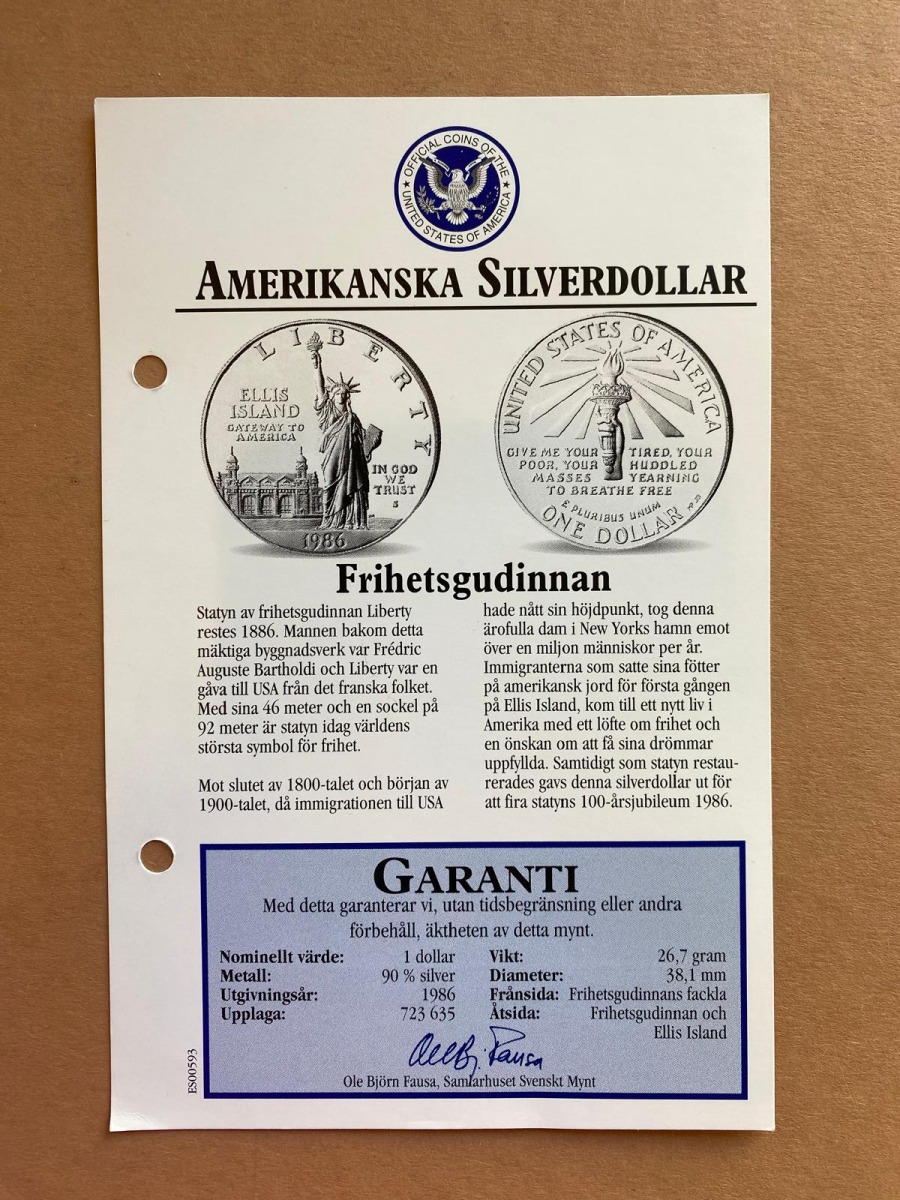 OFFICIAL COINS OF THE
★ UNITED STATES OF AMERICA ★
AMERIKANSKA SILVERDOLLAR
LIBERTY
ELLIS
ISLAND
GATEWAY TO
AMERICA
IN GOD
WE
TRUST
S
1986
UNITED STATES OF AMERICA
GIVE ME YOUR TIRED, YOUR
POOR, YOUR HUDDLED
MASSES YEARNING
TO BREATHE FREE
E PLURIBUS UNUM
ONE DOLLAR
Frihetsgudinnan
Statyn av frihetsgudinnan Liberty
restes 1886. Mannen bakom detta
mäktiga byggnadsverk var Frédric
Auguste Bartholdi och Liberty var en
gåva till USA från det franska folket.
Med sina 46 meter och en sockel på
92 meter är statyn idag världens
största symbol för frihet.
Mot slutet av 1800-talet och början av
1900-talet, då immigrationen till USA
hade nått sin höjdpunkt, tog denna
ärofulla dam i New Yorks hamn emot
över en miljon människor per år.
Immigranterna som satte sina fötter
på amerikansk jord för första gången
på Ellis Island, kom till ett nytt liv i
Amerika med ett löfte om frihet och
en önskan om att få sina drömmar
uppfyllda. Samtidigt som statyn restau-
rerades gavs denna silverdollar ut för
att fira statyns 100-årsjubileum 1986.
GARANTI
Med detta garanterar vi, utan tidsbegränsning eller andra
förbehåll, äktheten av detta mynt.
Nominellt värde: 1 dollar
Metall: 90 % silver
Utgivningsår: 1986
Upplaga: 723 635
Vikt: 26,7 gram
Diameter: 38,1 mm
Frånsida: Frihetsgudinnans fackla
Åtsida: Frihetsgudinnan och
Ellis Island
Ole Bj. Fausa
Ole Björn Fausa, Samlarhuset Svenskt Mynt
ES00593